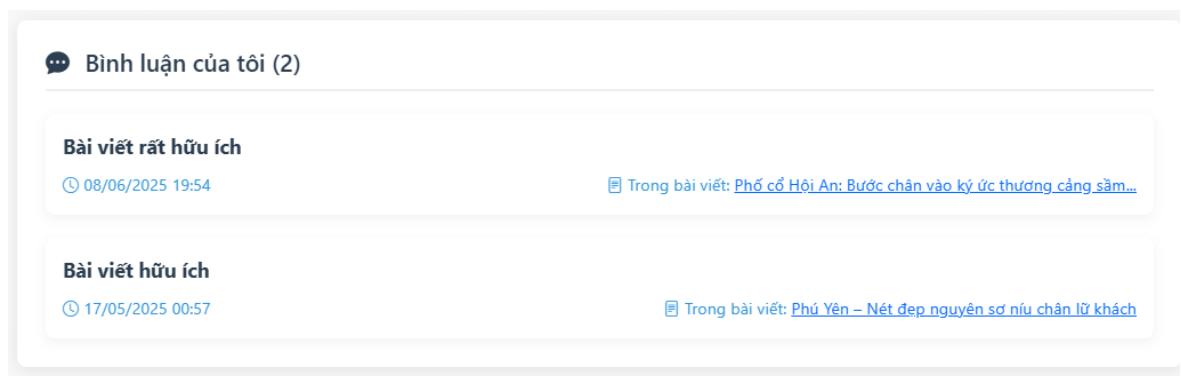 Bình luận của tôi (2)
Bài viết rất hữu ích
08/06/2025 19:54 Trong bài viết: Phố cổ Hội An: Bước chân vào ký ức thương cảng sầm...
Bài viết hữu ích
17/05/2025 00:57 Trong bài viết: Phú Yên – Nét đẹp nguyên sơ níu chân lữ khách